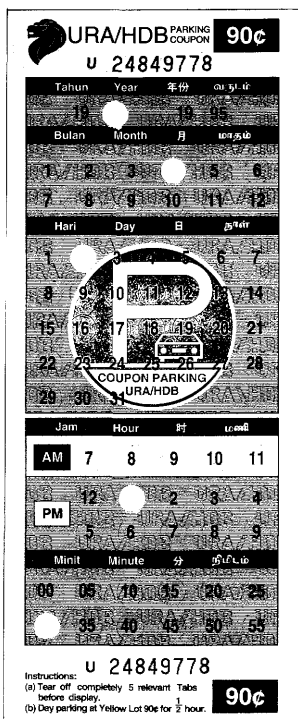 URA/HDB PARKING COUPON 90¢
U 24849778
Tahun Year 年份 வருடம்
19 19 95
Bulan Month 月 மாதம்
1 2 3 5 6
7 8 9 10 11 12
Hari Day 日 நாள்
1 3 4 5 6 7
8 9 10 11 12 13 14
15 16 17 18 19 20 21
22 23 24 25 26 27 28
29 30 31
P
COUPON PARKING
URA/HDB
Jam Hour 时 மணி
AM 7 8 9 10 11
PM 12 2 3 4
5 6 7 8 9
Minit Minute 分 நிமிடம்
00 05 10 15 20 25
35 40 45 50 55
U 24849778
Instructions:
(a) Tear off completely 5 relevant Tabs
before display.
(b) Day parking at Yellow Lot 90¢ for 1/2 hour.
90¢